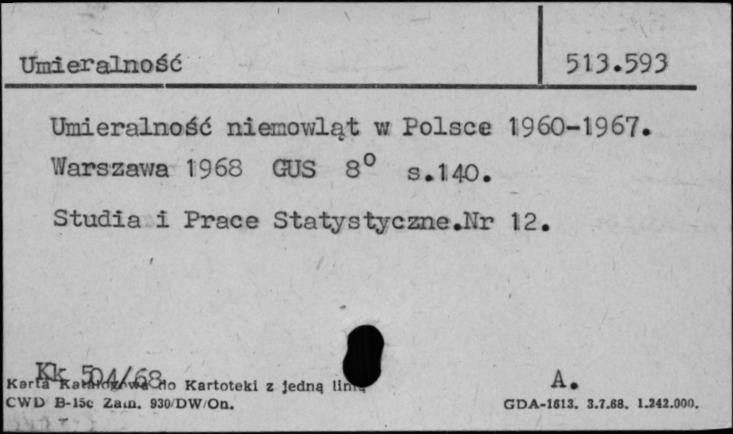 Umieralność 513.593
Umieralność niemowląt w Polsce 1960-1967.
Warszawa 1968 GUS 8° s.140.
Studia i Prace Statystyczne.Nr 12.
Kk 504/68 A.
Karta Katalogowa do Kartoteki z jedną linią
CWD B-15c Zam. 930/DW/On. GDA-1613. 3.7.68. 1.242.000.